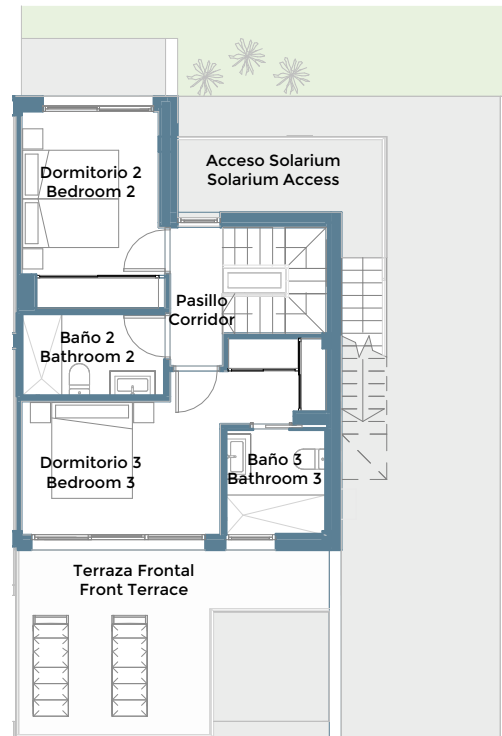 Dormitorio 2
Bedroom 2
Acceso Solarium
Solarium Access
Pasillo
Corridor
Baño 2
Bathroom 2
Dormitorio 3
Bedroom 3
Baño 3
Bathroom 3
Terraza Frontal
Front Terrace